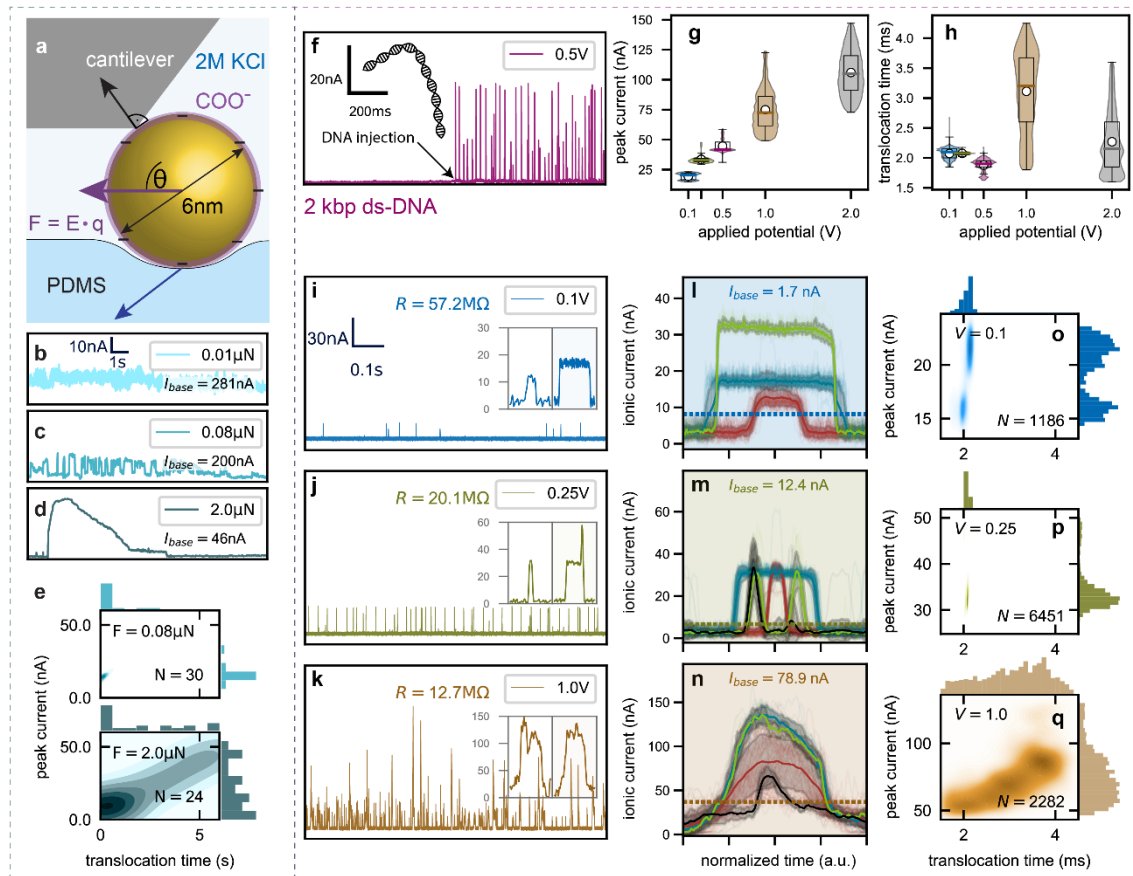 a
cantilever
2M KCl
COO⁻
θ
6nm
F = E·q
PDMS
b
10nA
1s
0.01μN
I_base = 281nA
c
0.08μN
I_base = 200nA
d
2.0μN
I_base = 46nA
e
50.0
F = 0.08μN
N = 30
0.0
peak current (nA)
50.0
F = 2.0μN
N = 24
0.0
0
5
translocation time (s)
f
20nA
200ms
0.5V
DNA injection
2 kbp ds-DNA
g
peak current (nA)
150
125
100
75
50
25
0
0.1
0.5
1.0
2.0
applied potential (V)
h
translocation time (ms)
4.0
3.5
3.0
2.5
2.0
1.5
0.1
0.5
1.0
2.0
applied potential (V)
i
R = 57.2MΩ
0.1V
30nA
0.1s
30
20
10
0
j
R = 20.1MΩ
0.25V
60
40
20
0
k
R = 12.7MΩ
1.0V
150
100
50
0
l
I_base = 1.7 nA
ionic current (nA)
40
30
20
10
0
m
I_base = 12.4 nA
ionic current (nA)
100
80
60
40
20
0
n
I_base = 78.9 nA
ionic current (nA)
200
150
100
50
0
normalized time (a.u.)
o
V = 0.1
N = 1186
peak current (nA)
20
15
2
4
p
V = 0.25
N = 6451
peak current (nA)
50
40
30
2
4
q
V = 1.0
N = 2282
peak current (nA)
100
50
2
4
translocation time (ms)